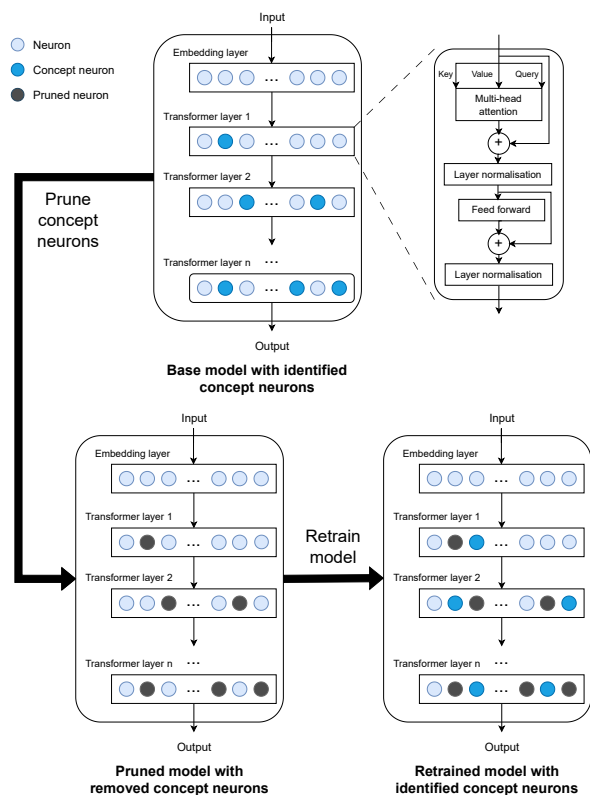 Neuron
Concept neuron
Pruned neuron
Input
Embedding layer
...
Transformer layer 1
...
Transformer layer 2
...
...
Transformer layer n
...
Output
Base model with identified
concept neurons
Key
Value
Query
Multi-head
attention
+
Layer normalisation
Feed forward
+
Layer normalisation
Prune
concept
neurons
Input
Embedding layer
...
Transformer layer 1
...
Transformer layer 2
...
...
Transformer layer n
...
Output
Pruned model with
removed concept neurons
Retrain
model
Input
Embedding layer
...
Transformer layer 1
...
Transformer layer 2
...
...
Transformer layer n
...
Output
Retrained model with
identified concept neurons